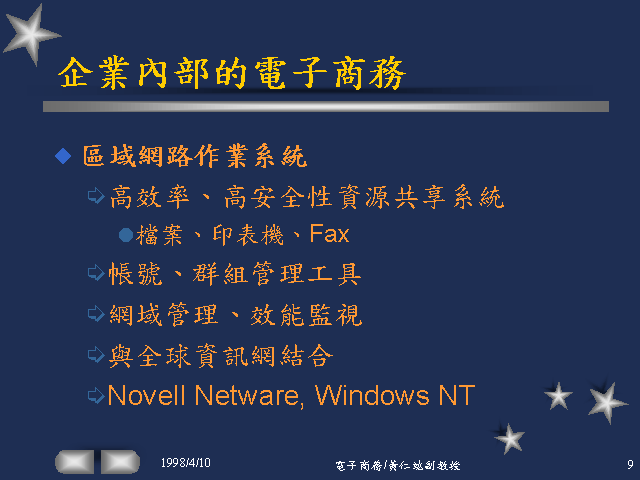 企業內部的電子商務
區域網路作業系統
高效率、高安全性資源共享系統
檔案、印表機、Fax
帳號、群組管理工具
網域管理、效能監視
與全球資訊網結合
Novell Netware, Windows NT
1998/4/10
電子商務/黃仁竑副教授
9